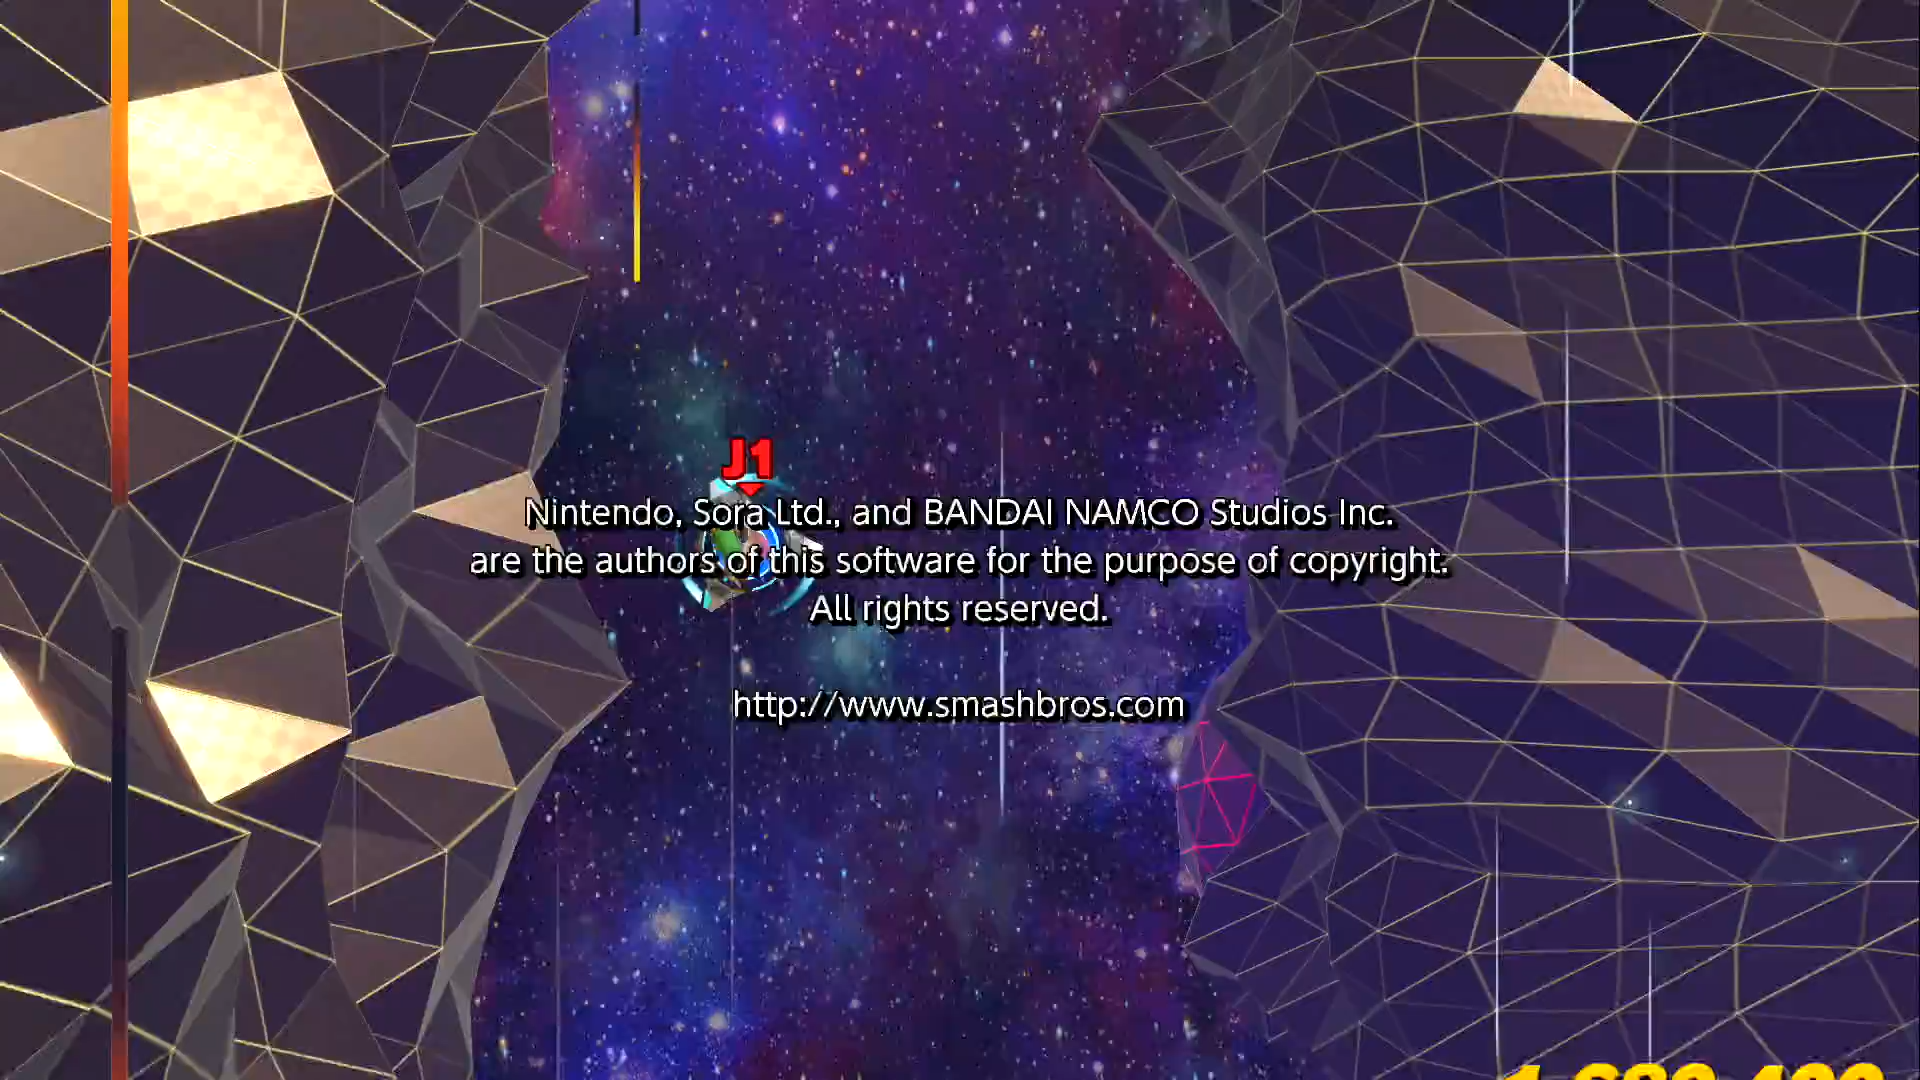 J1
Nintendo, Sora Ltd., and BANDAI NAMCO Studios Inc.
are the authors of this software for the purpose of copyright.
All rights reserved.
http://www.smashbros.com